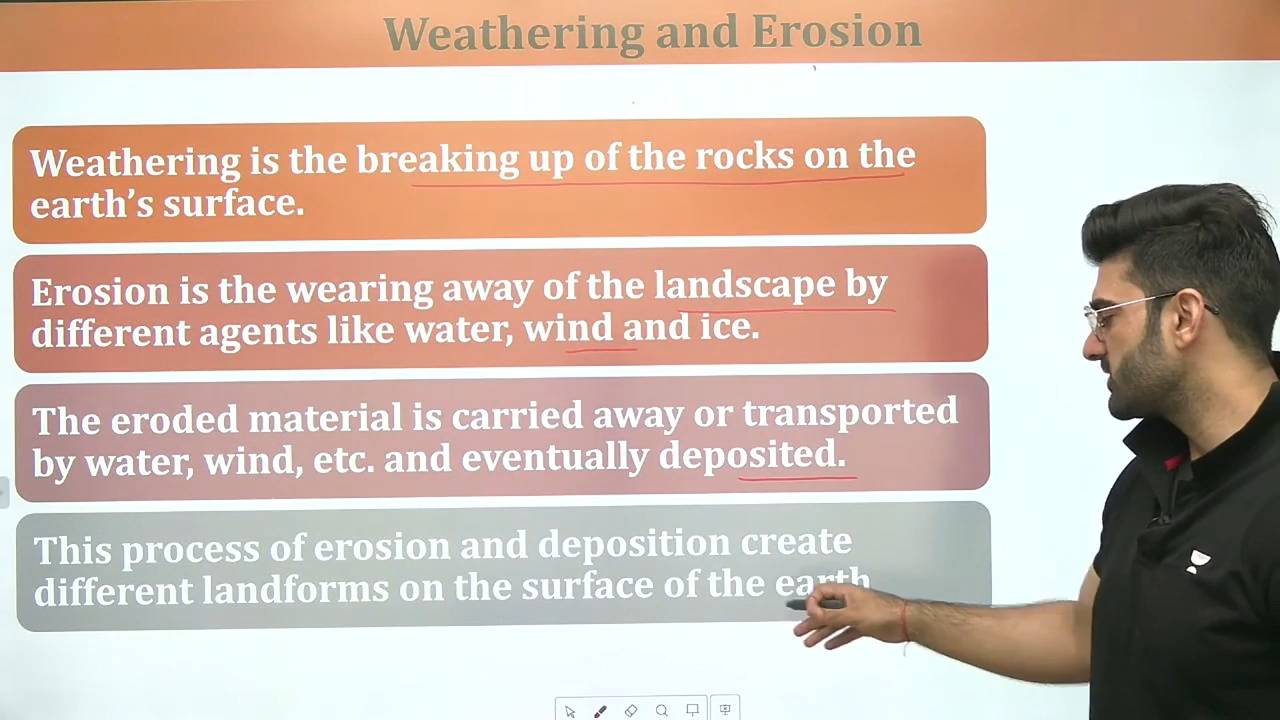 Weathering and Erosion
Weathering is the breaking up of the rocks on the
earth’s surface.
Erosion is the wearing away of the landscape by
different agents like water, wind and ice.
The eroded material is carried away or transported
by water, wind, etc. and eventually deposited.
This process of erosion and deposition create
different landforms on the surface of the earth